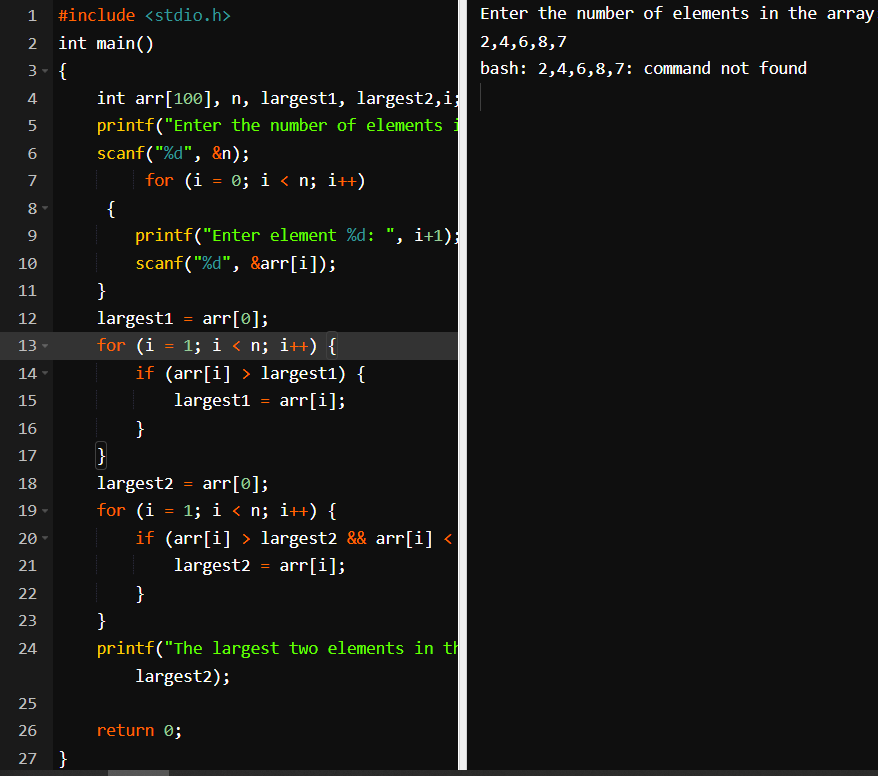 1 #include <stdio.h>
2 int main()
3 {
4 int arr[100], n, largest1, largest2,i;
5 printf("Enter the number of elements i
6 scanf("%d", &n);
7 for (i = 0; i < n; i++)
8 {
9 printf("Enter element %d: ", i+1);
10 scanf("%d", &arr[i]);
11 }
12 largest1 = arr[0];
13 for (i = 1; i < n; i++) {
14 if (arr[i] > largest1) {
15 largest1 = arr[i];
16 }
17 }
18 largest2 = arr[0];
19 for (i = 1; i < n; i++) {
20 if (arr[i] > largest2 && arr[i] <
21 largest2 = arr[i];
22 }
23 }
24 printf("The largest two elements in th
largest2);
25
26 return 0;
27 }
Enter the number of elements in the array
2,4,6,8,7
bash: 2,4,6,8,7: command not found